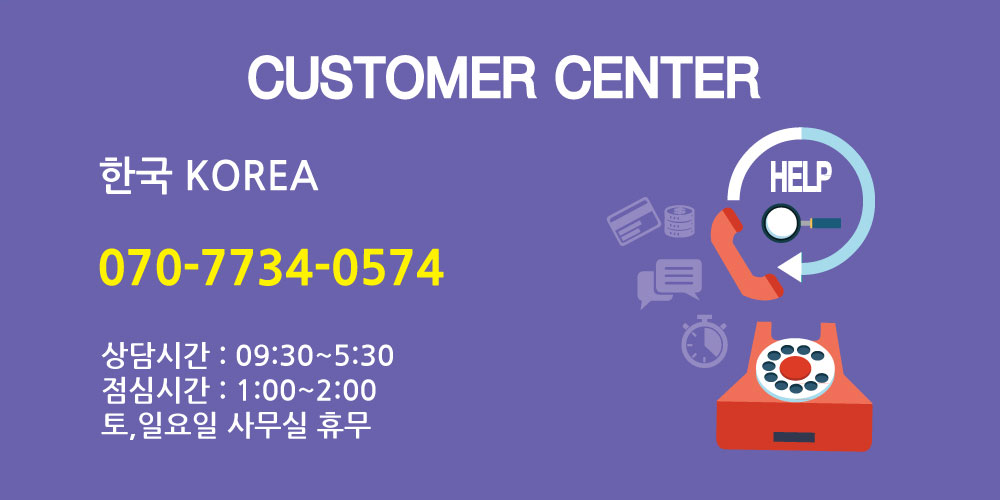 CUSTOMER CENTER
한국 KOREA
HELP
070-7734-0574
상담시간 : 09:30~5:30
점심시간 : 1:00~2:00
토,일요일 사무실 휴무